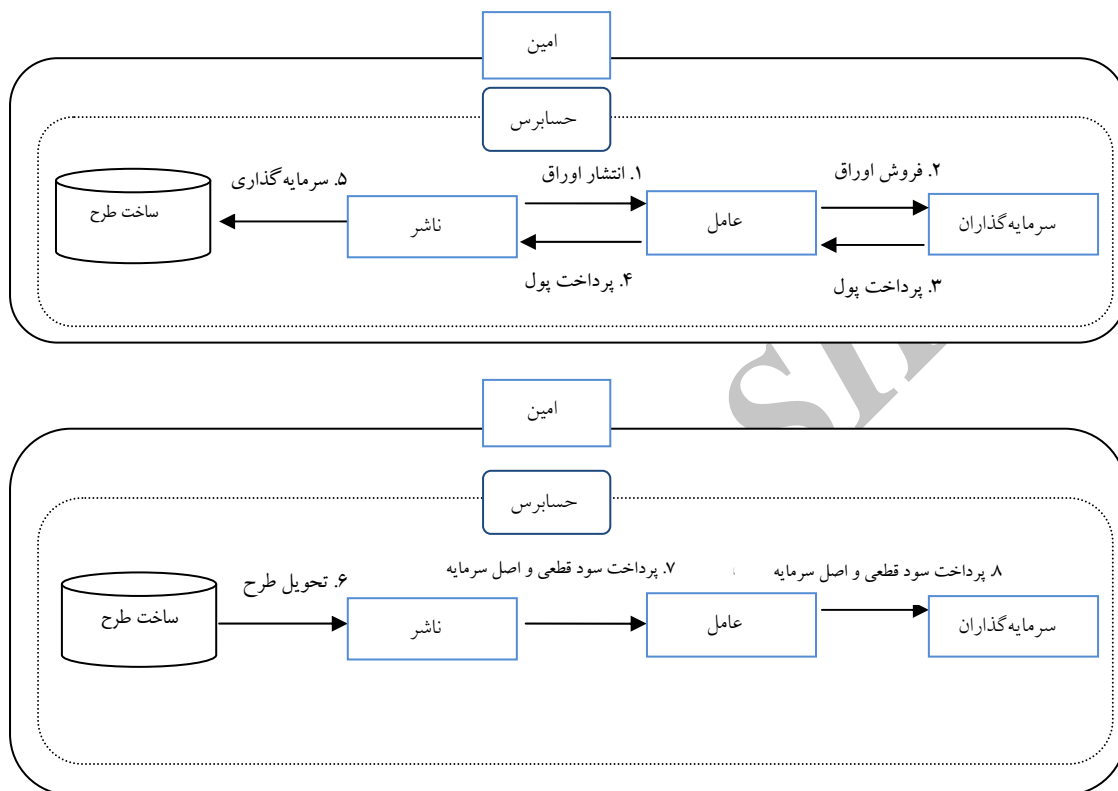 امین
حسابرس
۲. فروش اوراق
۱. انتشار اوراق
۵. سرمایه‌گذاری
سرمایه‌گذاران
عامل
ناشر
ساخت طرح
۳. پرداخت پول
۴. پرداخت پول
امین
حسابرس
۸. پرداخت سود قطعی و اصل سرمایه
۷. پرداخت سود قطعی و اصل سرمایه
۶. تحویل طرح
سرمایه‌گذاران
عامل
ناشر
ساخت طرح